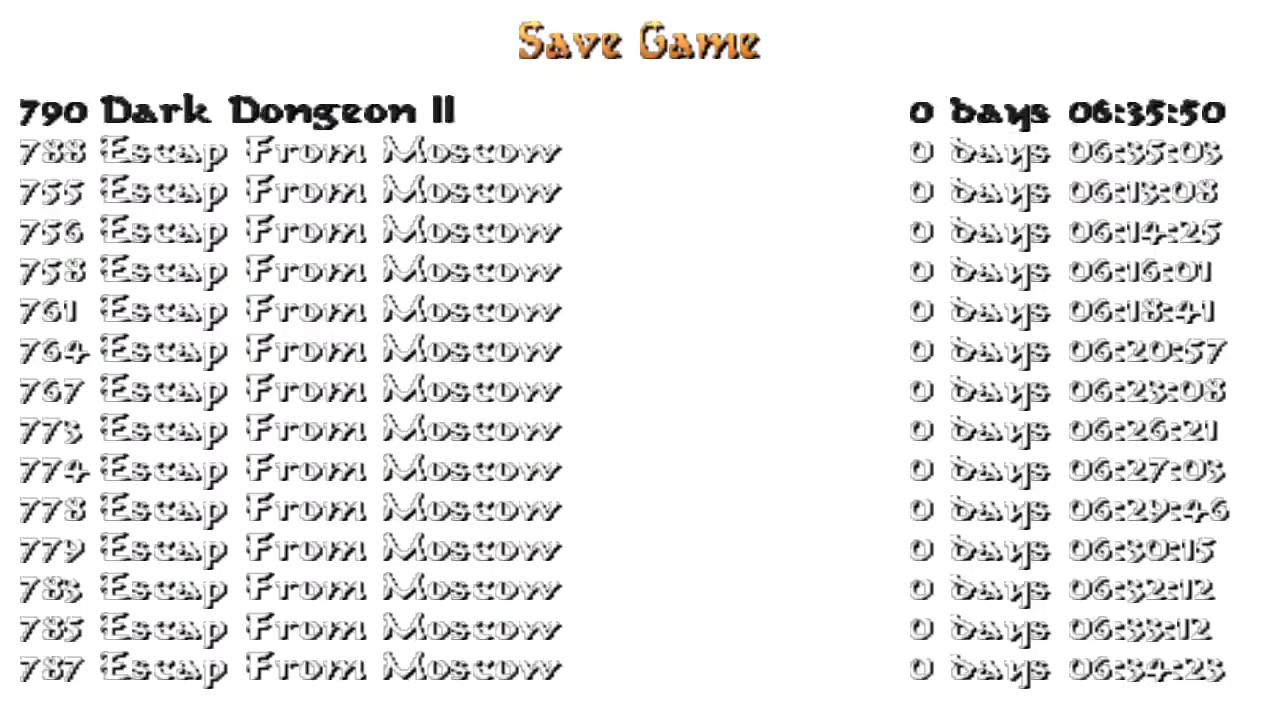 Save Game
790 Dark Dongeon II 0 days 06:35:50
788 Escap From Moscow 0 days 06:35:03
755 Escap From Moscow 0 days 06:13:08
756 Escap From Moscow 0 days 06:14:25
758 Escap From Moscow 0 days 06:16:01
761 Escap From Moscow 0 days 06:18:41
764 Escap From Moscow 0 days 06:20:57
767 Escap From Moscow 0 days 06:23:08
773 Escap From Moscow 0 days 06:26:21
774 Escap From Moscow 0 days 06:27:03
778 Escap From Moscow 0 days 06:29:46
779 Escap From Moscow 0 days 06:30:15
783 Escap From Moscow 0 days 06:32:12
785 Escap From Moscow 0 days 06:33:12
787 Escap From Moscow 0 days 06:34:23